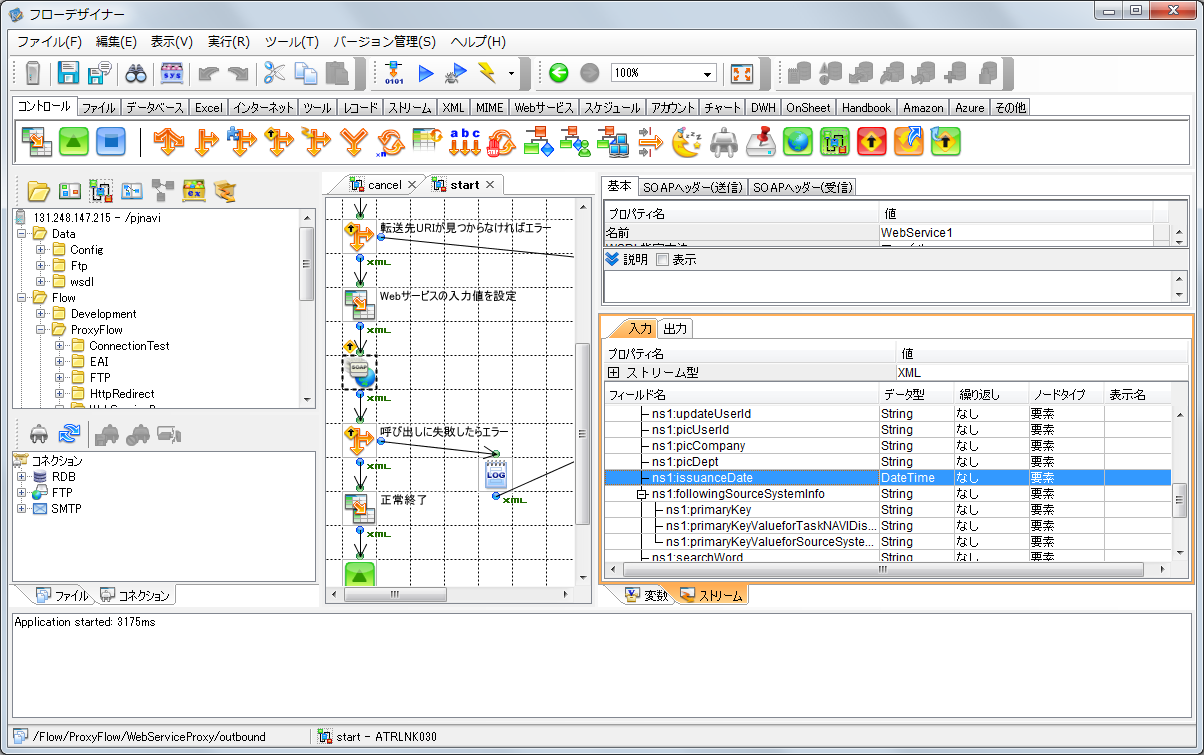 フローデザイナー
ファイル(F) 編集(E) 表示(V) 実行(R) ツール(T) バージョン管理(S) ヘルプ(H)
sys 0101 100%
コントロール ファイル データベース Excel インターネット ツール レコード ストリーム XML MIME Webサービス スケジュール アカウント チャート DWH OnSheet Handbook Amazon Azure その他
abc
131.248.147.215 - /pjnavi
Data
Config
Ftp
wsdl
Flow
Development
ProxyFlow
ConnectionTest
EAI
FTP
HttpRedirect
コネクション
RDB
FTP
SMTP
ファイル コネクション
cancel start
転送先URIが見つからなければエラー
XML
Webサービスの入力値を設定
XML
SOAP
XML
呼び出しに失敗したらエラー
XML
LOG
XML
正常終了
XML
基本 SOAPヘッダー(送信) SOAPヘッダー(受信)
プロパティ名 値
名前 WebService1
説明 表示
入力 出力
プロパティ名 値
ストリーム型 XML
フィールド名 データ型 繰り返し ノードタイプ 表示名
ns1:updateUserId String なし 要素
ns1:picUserId String なし 要素
ns1:picCompany String なし 要素
ns1:picDept String なし 要素
ns1:issuanceDate DateTime なし 要素
ns1:followingSourceSystemInfo String なし 要素
ns1:primaryKey String なし 要素
ns1:primaryKeyValueforTaskNAVIDis... String なし 要素
ns1:primaryKeyValueforSourceSyste... String なし 要素
ns1:searchWord String なし 要素
変数 ストリーム
Application started: 3175ms
/Flow/ProxyFlow/WebServiceProxy/outbound start - ATRLNK030